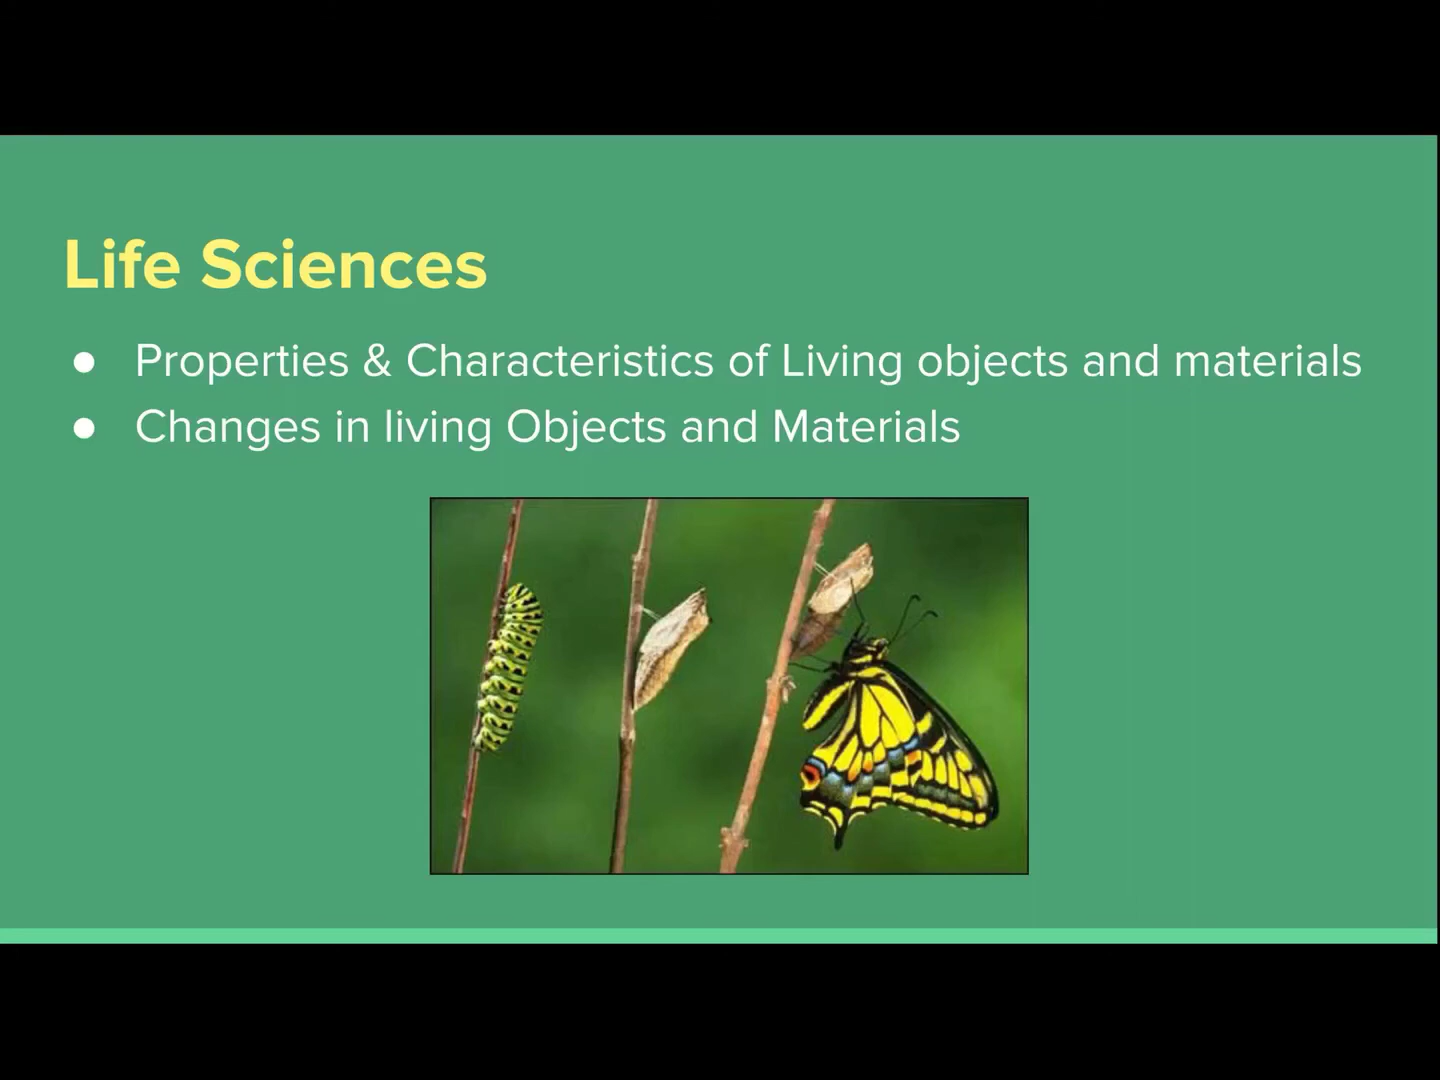 Life Sciences
● Properties & Characteristics of Living objects and materials
● Changes in living Objects and Materials